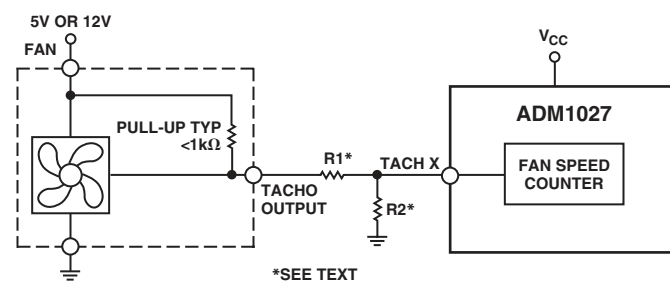 5V OR 12V
FAN
PULL-UP TYP
<1kΩ
TACHO
OUTPUT
R1*
TACH X
R2*
VCC
ADM1027
FAN SPEED
COUNTER
*SEE TEXT